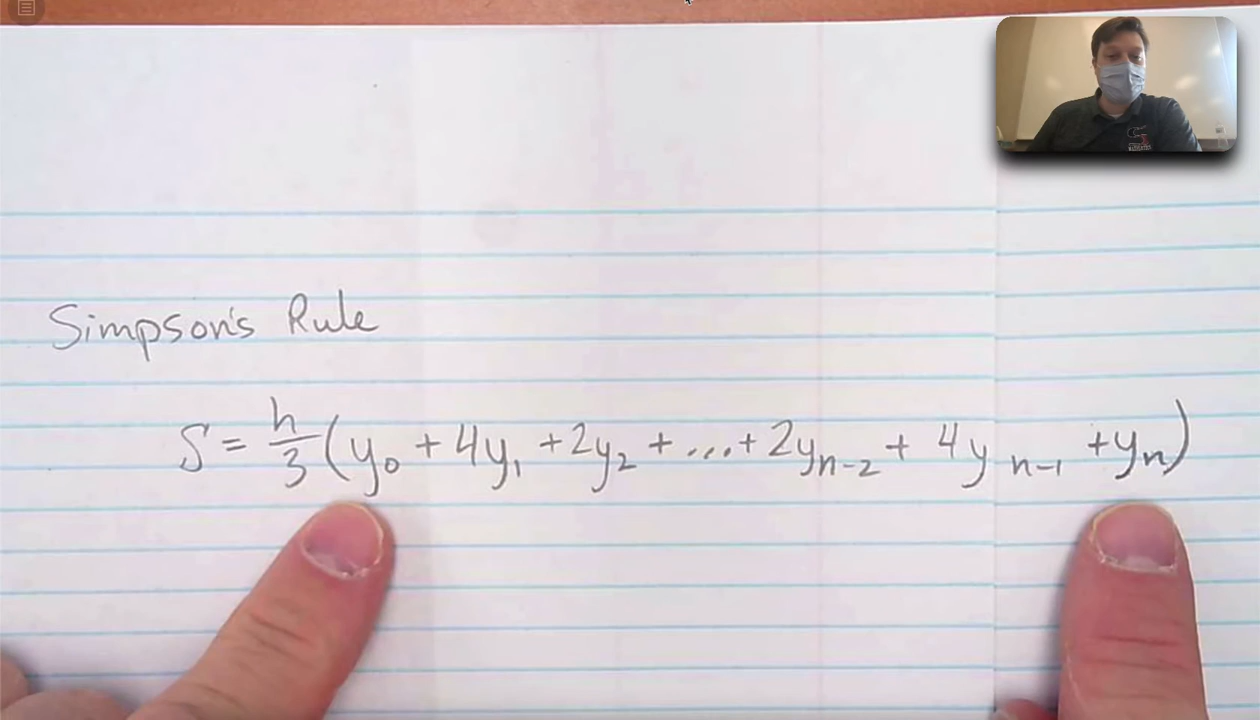 Simpson's Rule
S = h/3 (y₀ + 4y₁ + 2y₂ + ... + 2yₙ₋₂ + 4yₙ₋₁ + yₙ)